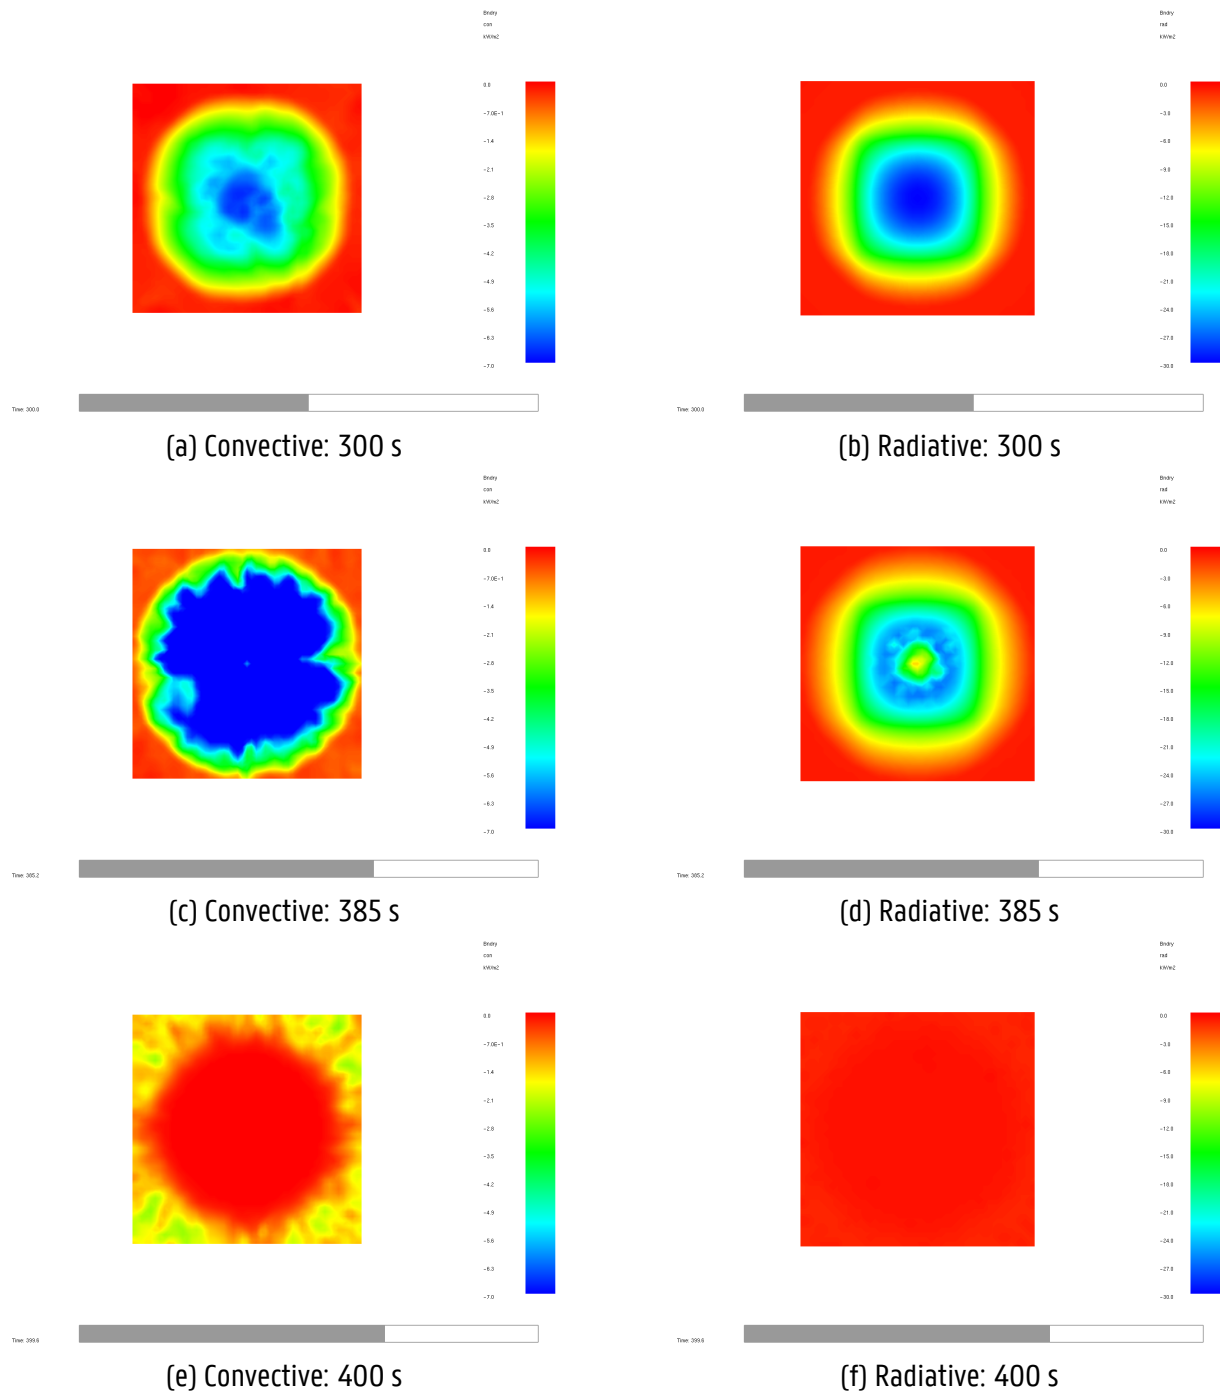 Bndry
con
kW/m2
0.0
-7.0E-1
-1.4
-2.1
-2.8
-3.5
-4.2
-4.9
-5.6
-6.3
-7.0
Time: 300.0
(a) Convective: 300 s
Bndry
rad
kW/m2
0.0
-3.0
-6.0
-9.0
-12.0
-15.0
-18.0
-21.0
-24.0
-27.0
-30.0
Time: 300.0
(b) Radiative: 300 s
Bndry
con
kW/m2
0.0
-7.0E-1
-1.4
-2.1
-2.8
-3.5
-4.2
-4.9
-5.6
-6.3
-7.0
Time: 385.2
(c) Convective: 385 s
Bndry
rad
kW/m2
0.0
-3.0
-6.0
-9.0
-12.0
-15.0
-18.0
-21.0
-24.0
-27.0
-30.0
Time: 385.2
(d) Radiative: 385 s
Bndry
con
kW/m2
0.0
-7.0E-1
-1.4
-2.1
-2.8
-3.5
-4.2
-4.9
-5.6
-6.3
-7.0
Time: 399.6
(e) Convective: 400 s
Bndry
rad
kW/m2
0.0
-3.0
-6.0
-9.0
-12.0
-15.0
-18.0
-21.0
-24.0
-27.0
-30.0
Time: 399.6
(f) Radiative: 400 s